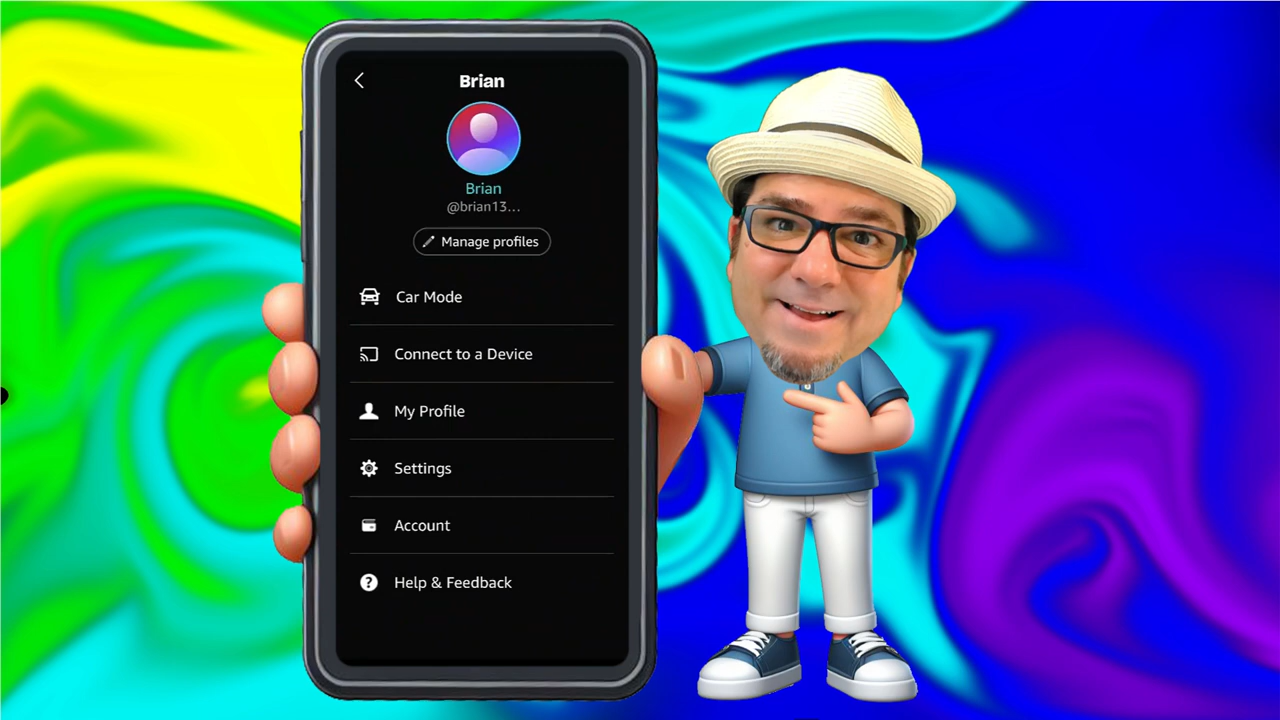 Brian
Brian
@brian13...
Manage profiles
Car Mode
Connect to a Device
My Profile
Settings
Account
Help & Feedback